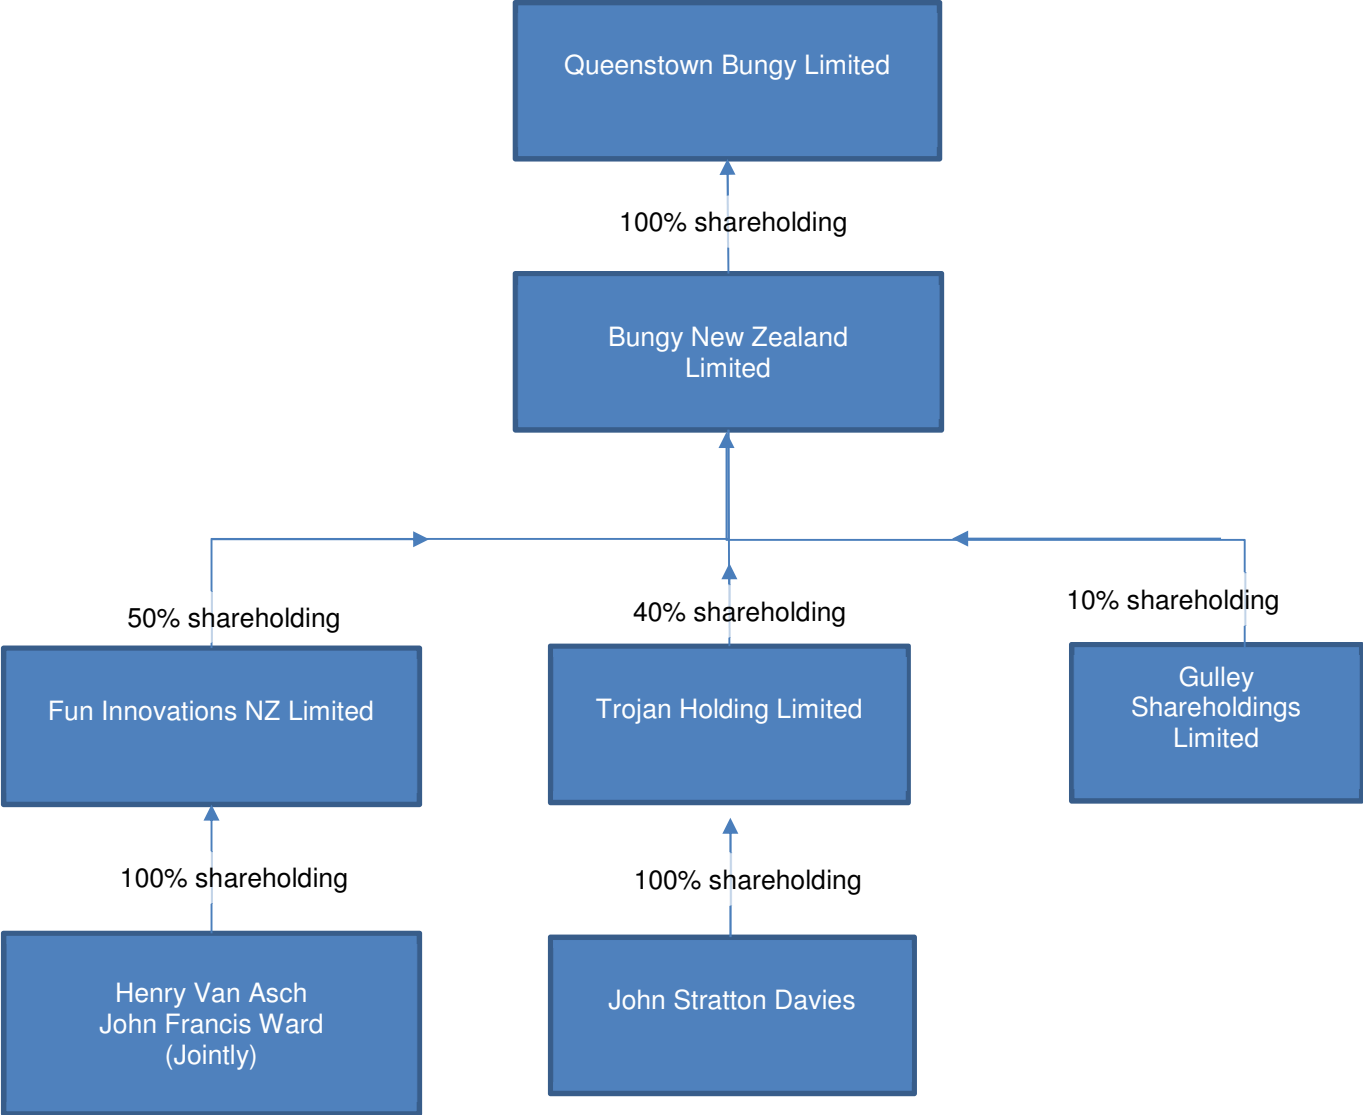 Queenstown Bungy Limited
100% shareholding
Bungy New Zealand
Limited
50% shareholding
40% shareholding
10% shareholding
Fun Innovations NZ Limited
Trojan Holding Limited
Gulley
Shareholdings
Limited
100% shareholding
100% shareholding
Henry Van Asch
John Francis Ward
(Jointly)
John Stratton Davies